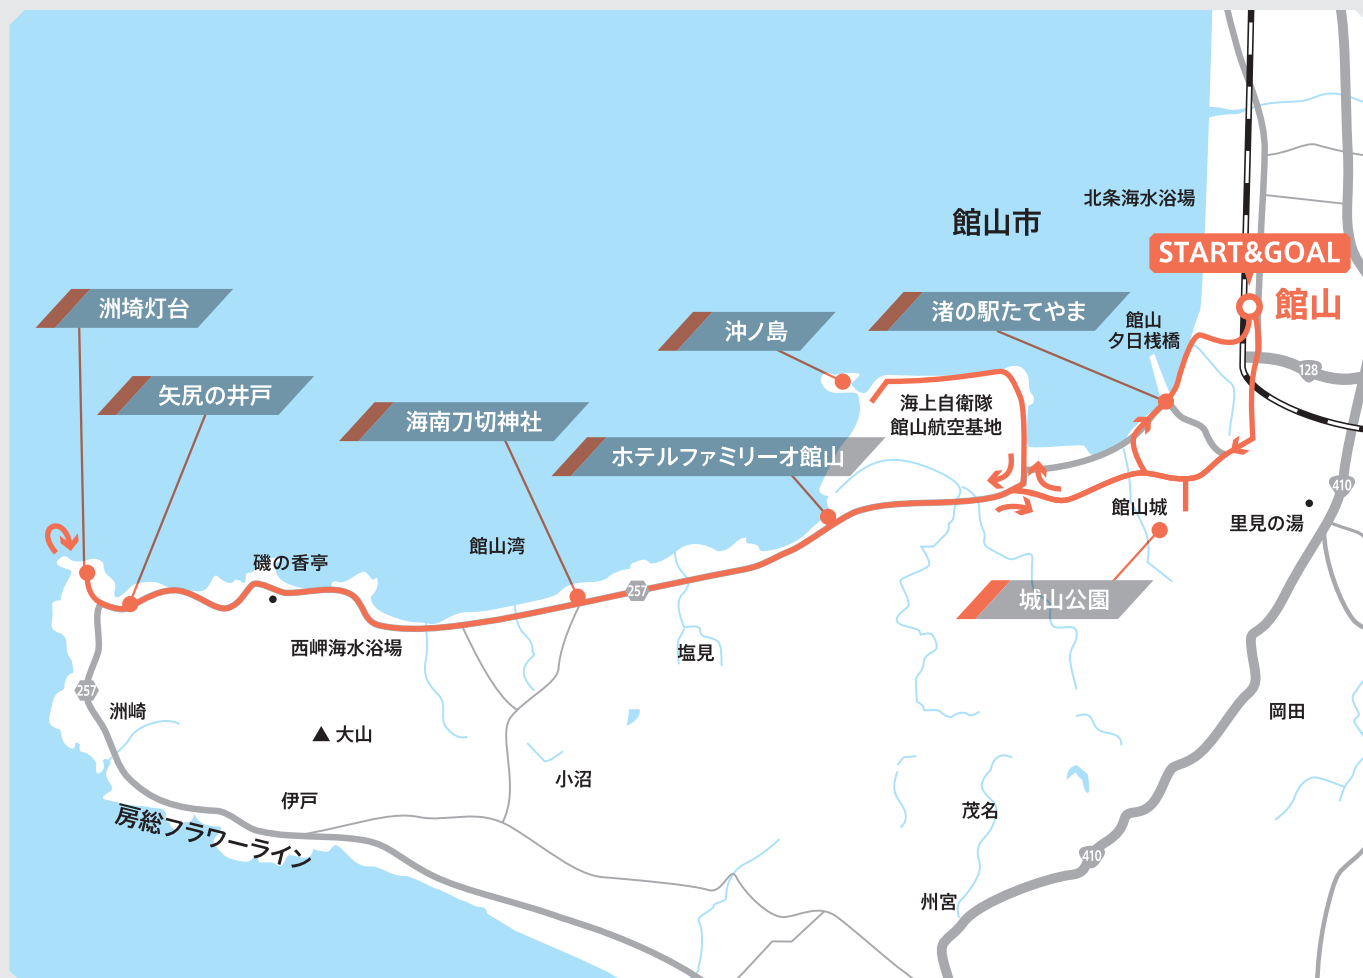 北条海水浴場
館山市
START&GOAL
館山
洲埼灯台
渚の駅たてやま
館山
夕日桟橋
沖ノ島
128
矢尻の井戸
海上自衛隊
館山航空基地
海南刀切神社
ホテルファミリーオ館山
410
館山城
里見の湯
館山湾
磯の香亭
257
城山公園
西岬海水浴場
塩見
257
洲崎
岡田
大山
小沼
伊戸
茂名
房総フラワーライン
410
州宮